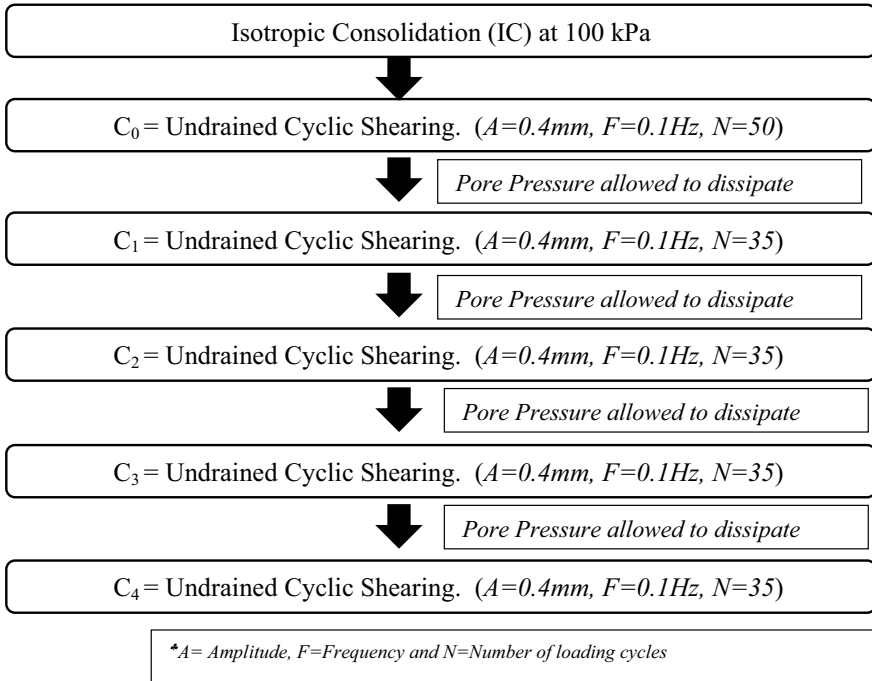 Isotropic Consolidation (IC) at 100 kPa
C₀ = Undrained Cyclic Shearing. (A=0.4mm, F=0.1Hz, N=50)
Pore Pressure allowed to dissipate
C₁ = Undrained Cyclic Shearing. (A=0.4mm, F=0.1Hz, N=35)
Pore Pressure allowed to dissipate
C₂ = Undrained Cyclic Shearing. (A=0.4mm, F=0.1Hz, N=35)
Pore Pressure allowed to dissipate
C₃ = Undrained Cyclic Shearing. (A=0.4mm, F=0.1Hz, N=35)
Pore Pressure allowed to dissipate
C₄ = Undrained Cyclic Shearing. (A=0.4mm, F=0.1Hz, N=35)
♣A= Amplitude, F=Frequency and N=Number of loading cycles